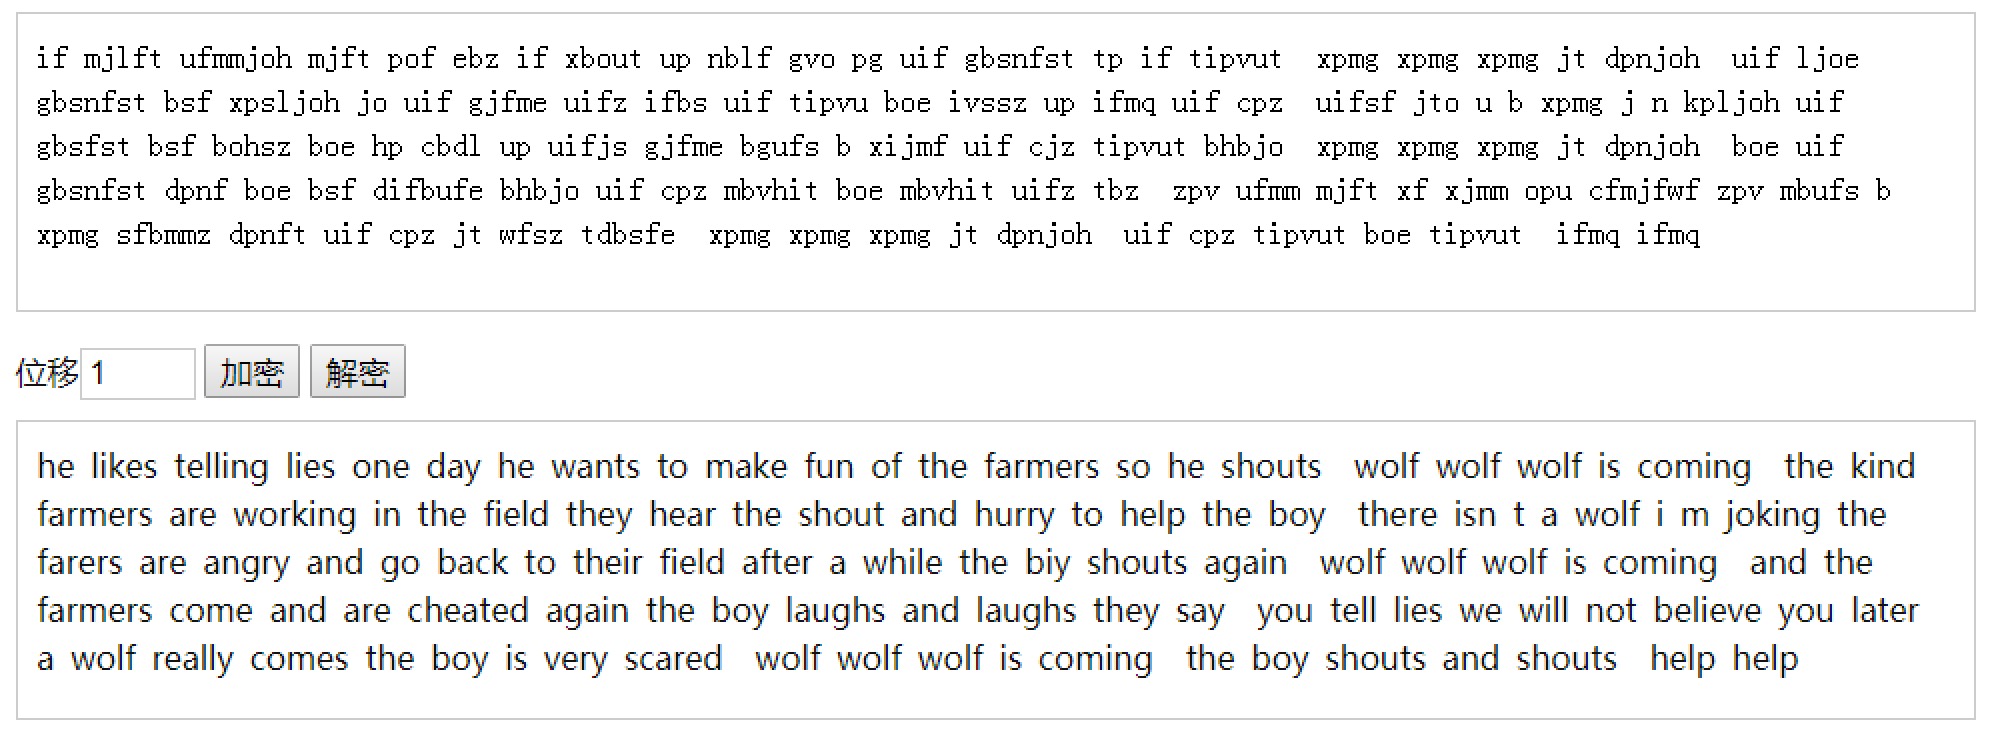 if mjlft ufmmjoh mjft pof ebz if xbout up nblf gvo pg uif gbsnfst tp if tipvut  xpmg xpmg xpmg jt dpnjoh  uif ljoe
gbsnfst bsf xpsljoh jo uif gjfme uifz ifbs uif tipvu boe ivssz up ifmq uif cpz  uifsf jto u b xpmg j n kpljoh uif
gbsfst bsf bohsz boe hp cbdl up uifjs gjfme bgufs b xijmf uif cjz tipvut bhbjo  xpmg xpmg xpmg jt dpnjoh  boe uif
gbsnfst dpnf boe bsf difbufe bhbjo uif cpz mbvhit boe mbvhit uifz tbz  zpv ufmm mjft xf xjmm opu cfmjfwf zpv mbufs b
xpmg sfbmmz dpnft uif cpz jt wfsz tdbsfe  xpmg xpmg xpmg jt dpnjoh  uif cpz tipvut boe tipvut  ifmq ifmq
位移 1 加密 解密
he likes telling lies one day he wants to make fun of the farmers so he shouts  wolf wolf wolf is coming  the kind
farmers are working in the field they hear the shout and hurry to help the boy  there isn t a wolf i m joking the
farers are angry and go back to their field after a while the biy shouts again  wolf wolf wolf is coming  and the
farmers come and are cheated again the boy laughs and laughs they say  you tell lies we will not believe you later
a wolf really comes the boy is very scared  wolf wolf wolf is coming  the boy shouts and shouts  help help